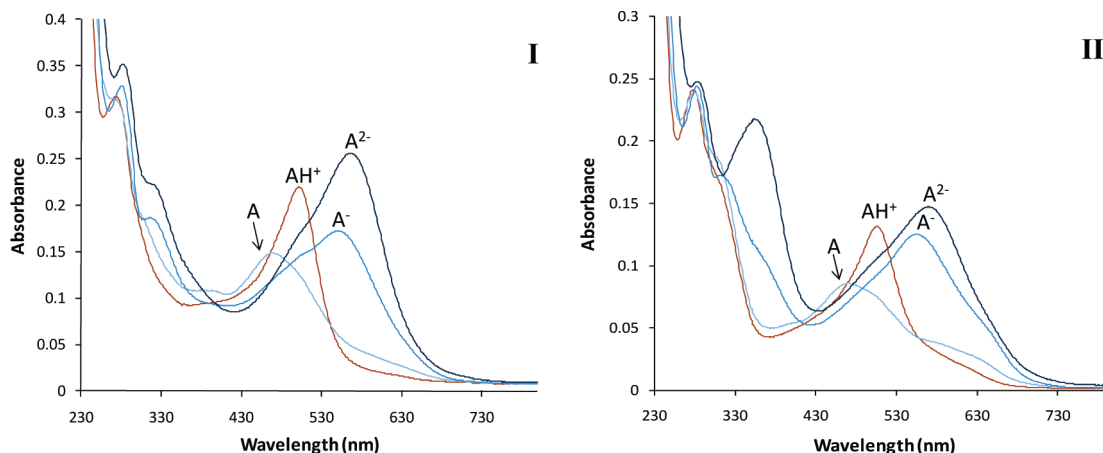 I
0.4
0.35
0.3
0.25
0.2
0.15
0.1
0.05
0
230
330
430
530
630
730
Absorbance
Wavelength (nm)
A
AH⁺
A²⁻
A⁻
II
0.3
0.25
0.2
0.15
0.1
0.05
0
230
330
430
530
630
730
Absorbance
Wavelength (nm)
A
AH⁺
A²⁻
A⁻